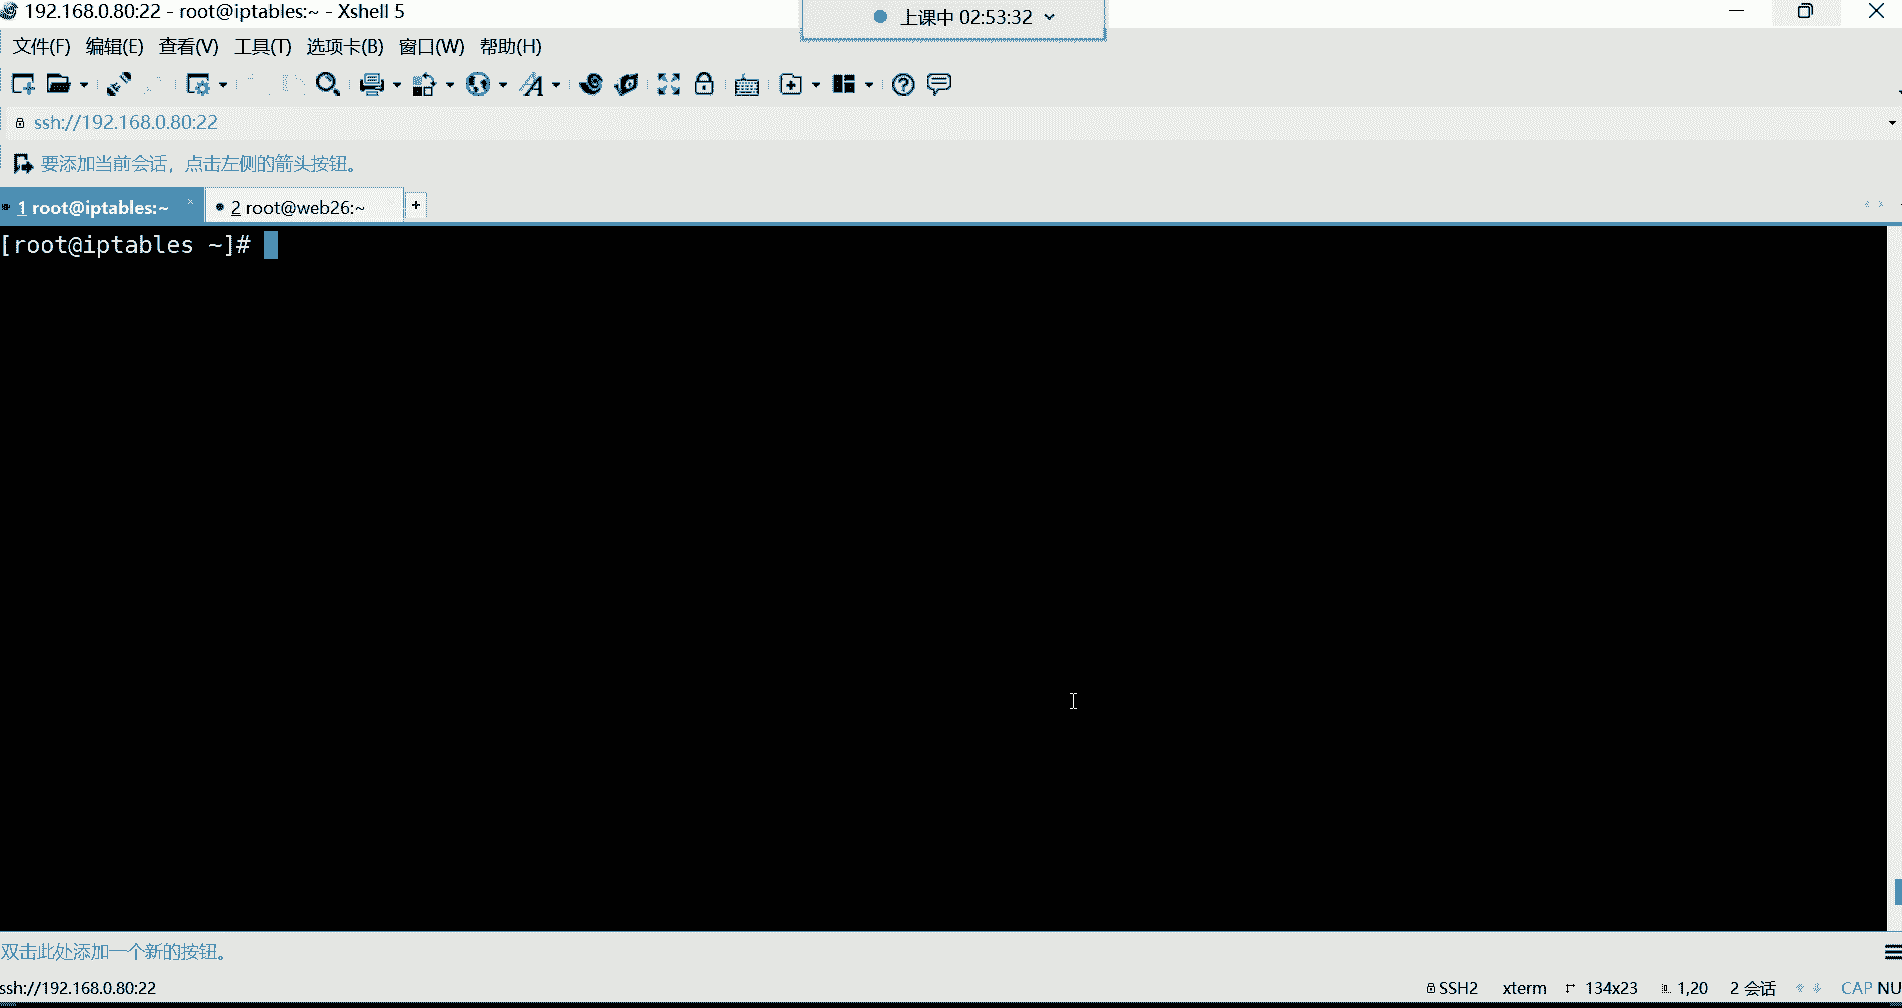 192.168.0.80:22 - root@iptables:~ - Xshell 5
上课中 02:53:32
文件(F) 编辑(E) 查看(V) 工具(T) 选项卡(B) 窗口(W) 帮助(H)
ssh://192.168.0.80:22
要添加当前会话，点击左侧的箭头按钮。
1 root@iptables:~ 2 root@web26:~
[root@iptables ~]#
双击此处添加一个新的按钮。
ssh://192.168.0.80:22 SSH2 xterm 134x23 1,20 2 会话 CAP NU